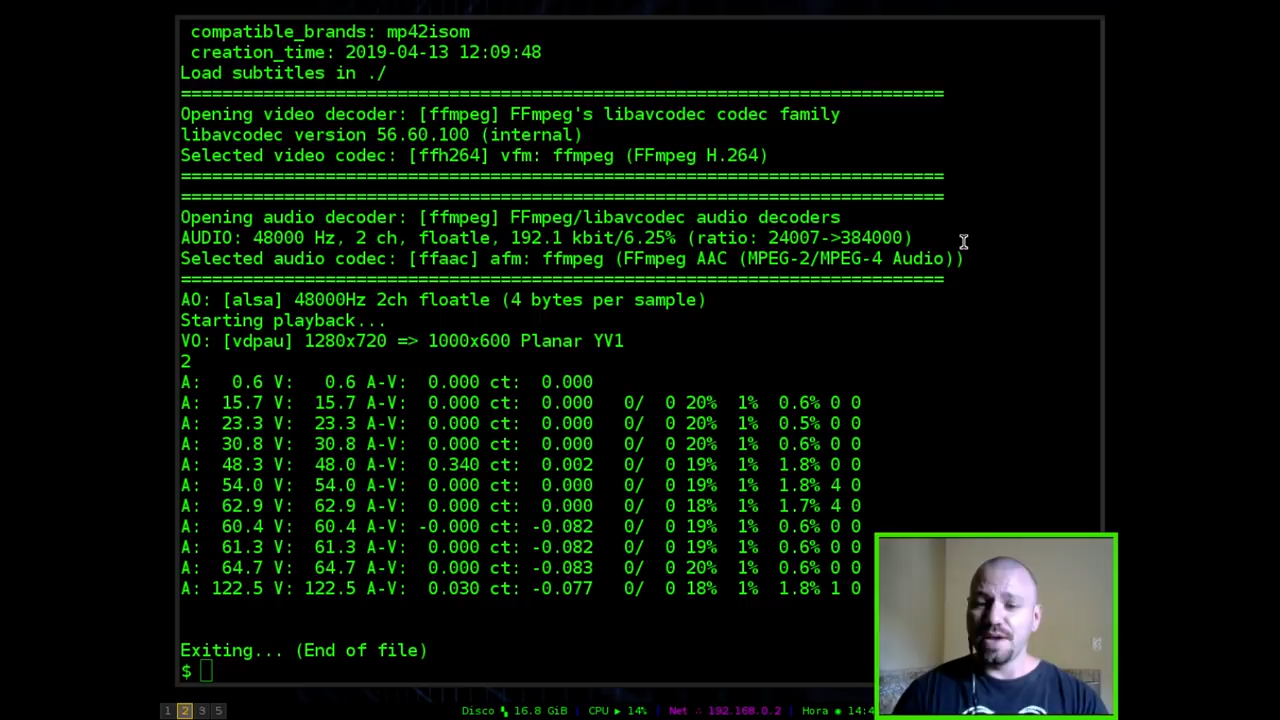 compatible_brands: mp42isom
creation_time: 2019-04-13 12:09:48
Load subtitles in ./
==========================================================================
Opening video decoder: [ffmpeg] FFmpeg's libavcodec codec family
libavcodec version 56.60.100 (internal)
Selected video codec: [ffh264] vfm: ffmpeg (FFmpeg H.264)
==========================================================================
==========================================================================
Opening audio decoder: [ffmpeg] FFmpeg/libavcodec audio decoders
AUDIO: 48000 Hz, 2 ch, floatle, 192.1 kbit/6.25% (ratio: 24007->384000)
Selected audio codec: [ffaac] afm: ffmpeg (FFmpeg AAC (MPEG-2/MPEG-4 Audio))
==========================================================================
AO: [alsa] 48000Hz 2ch floatle (4 bytes per sample)
Starting playback...
VO: [vdpau] 1280x720 => 1000x600 Planar YV1
2
A:   0.6 V:   0.6 A-V:  0.000 ct:  0.000
A:  15.7 V:  15.7 A-V:  0.000 ct:  0.000   0/  0 20%  1%  0.6% 0 0
A:  23.3 V:  23.3 A-V:  0.000 ct:  0.000   0/  0 20%  1%  0.5% 0 0
A:  30.8 V:  30.8 A-V:  0.000 ct:  0.000   0/  0 20%  1%  0.6% 0 0
A:  48.3 V:  48.0 A-V:  0.340 ct:  0.002   0/  0 19%  1%  1.8% 0 0
A:  54.0 V:  54.0 A-V:  0.000 ct:  0.000   0/  0 19%  1%  1.8% 4 0
A:  62.9 V:  62.9 A-V:  0.000 ct:  0.000   0/  0 18%  1%  1.7% 4 0
A:  60.4 V:  60.4 A-V: -0.000 ct: -0.082   0/  0 19%  1%  0.6% 0 0
A:  61.3 V:  61.3 A-V:  0.000 ct: -0.082   0/  0 19%  1%  0.6% 0 0
A:  64.7 V:  64.7 A-V:  0.000 ct: -0.083   0/  0 20%  1%  0.6% 0 0
A: 122.5 V: 122.5 A-V:  0.030 ct: -0.077   0/  0 18%  1%  1.8% 1 0
Exiting... (End of file)
$
1 2 3 5 Disco 16.8 GiB CPU 14% Net 192.168.0.2 Hora 14:4